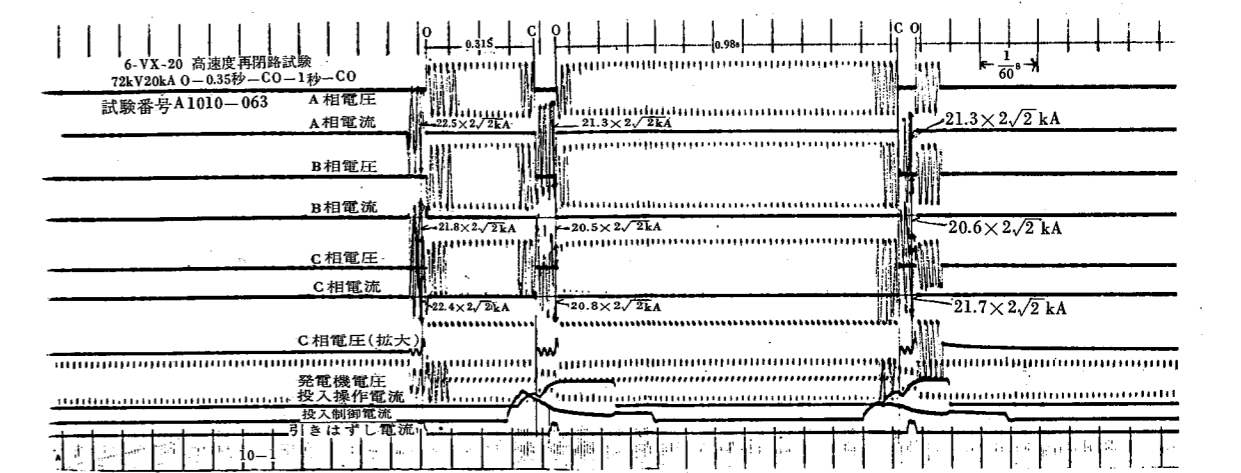 O C O C O
0.31S 0.98s
6-VX-20 高速度再閉路試験
72kV20kA O－0.35秒－CO－1秒－CO
1/60 s
試験番号A1010－063
A相電圧
A相電流 22.5×2√2kA 21.3×2√2kA 21.3×2√2 kA
B相電圧
B相電流 21.8×2√2kA 20.5×2√2kA 20.6×2√2 kA
C相電圧
C相電流 22.4×2√2kA 20.8×2√2kA 21.7×2√2 kA
C相電圧(拡大)
発電機電圧
投入操作電流
投入制御電流
引きはずし電流
10－1